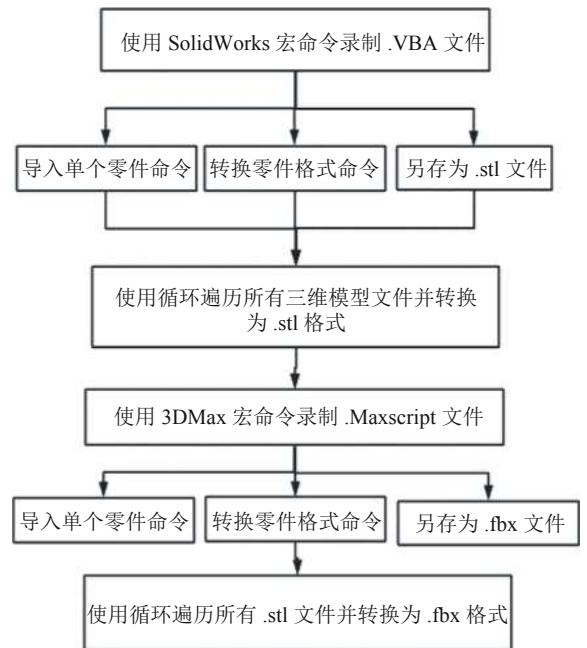 使用 SolidWorks 宏命令录制 .VBA 文件
导入单个零件命令
转换零件格式命令
另存为 .stl 文件
使用循环遍历所有三维模型文件并转换
为 .stl 格式
使用 3DMax 宏命令录制 .Maxscript 文件
导入单个零件命令
转换零件格式命令
另存为 .fbx 文件
使用循环遍历所有 .stl 文件并转换为 .fbx 格式